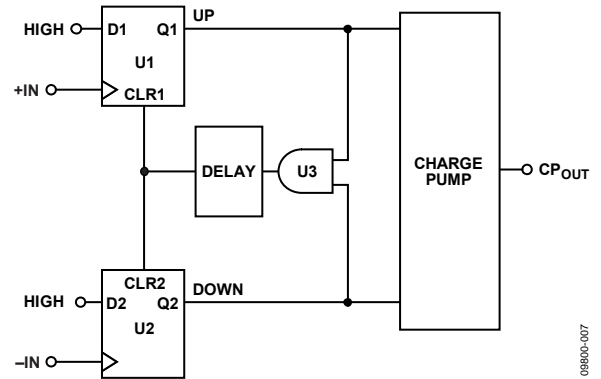 UP
HIGH D1 Q1
U1
+IN
CLR1
DELAY U3 CHARGE PUMP CPOUT
CLR2 DOWN
HIGH D2 Q2
U2
–IN
09800-007